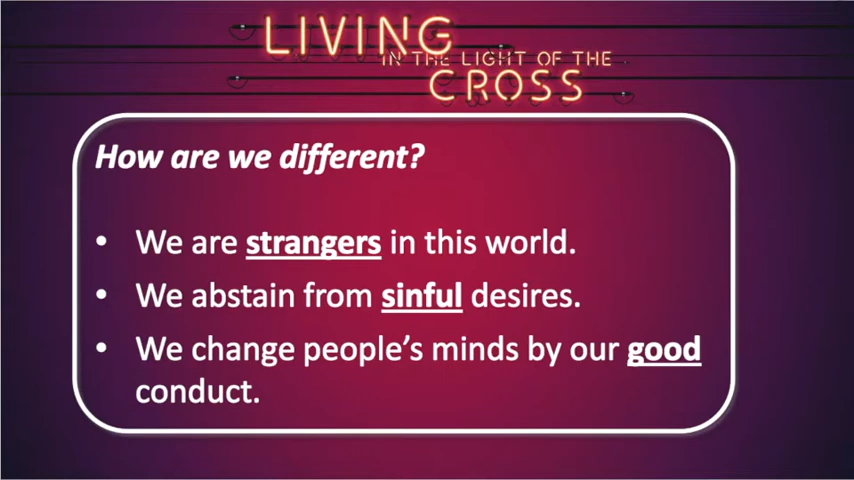 LIVING
IN THE LIGHT OF THE
CROSS
How are we different?
• We are strangers in this world.
• We abstain from sinful desires.
• We change people’s minds by our good
conduct.